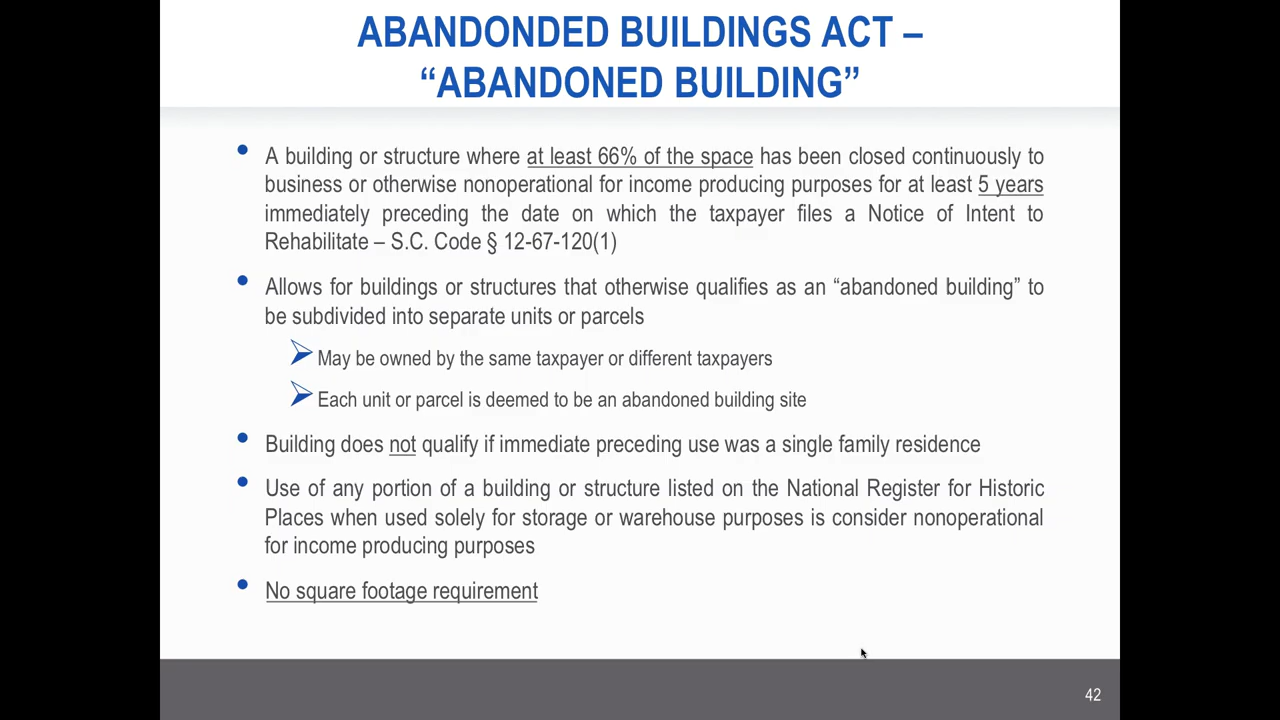 ABANDONDED BUILDINGS ACT –
“ABANDONED BUILDING”
• A building or structure where at least 66% of the space has been closed continuously to
business or otherwise nonoperational for income producing purposes for at least 5 years
immediately preceding the date on which the taxpayer files a Notice of Intent to
Rehabilitate – S.C. Code § 12-67-120(1)
• Allows for buildings or structures that otherwise qualifies as an “abandoned building” to
be subdivided into separate units or parcels
➢ May be owned by the same taxpayer or different taxpayers
➢ Each unit or parcel is deemed to be an abandoned building site
• Building does not qualify if immediate preceding use was a single family residence
• Use of any portion of a building or structure listed on the National Register for Historic
Places when used solely for storage or warehouse purposes is consider nonoperational
for income producing purposes
• No square footage requirement
42